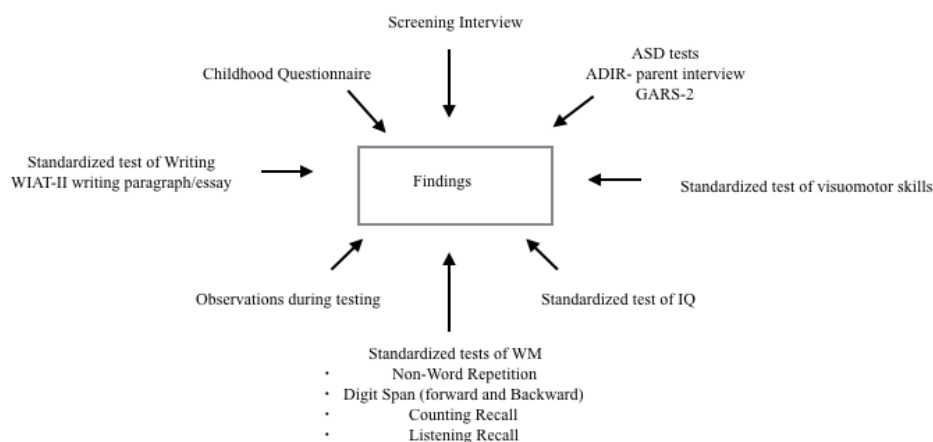 Screening Interview
ASD tests
ADIR- parent interview
GARS-2
Childhood Questionnaire
Standardized test of Writing
WIAT-II writing paragraph/essay
Findings
Standardized test of visuomotor skills
Observations during testing
Standardized test of IQ
Standardized tests of WM
· Non-Word Repetition
· Digit Span (forward and Backward)
· Counting Recall
· Listening Recall